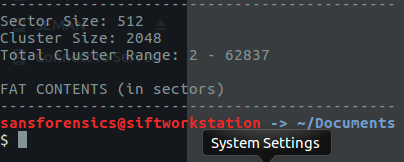 --------------------------------------------
Sector Size: 512
Cluster Size: 2048
Total Cluster Range: 2 - 62837
FAT CONTENTS (in sectors)
--------------------------------------------
sansforensics@siftworkstation -> ~/Documents
$
System Settings